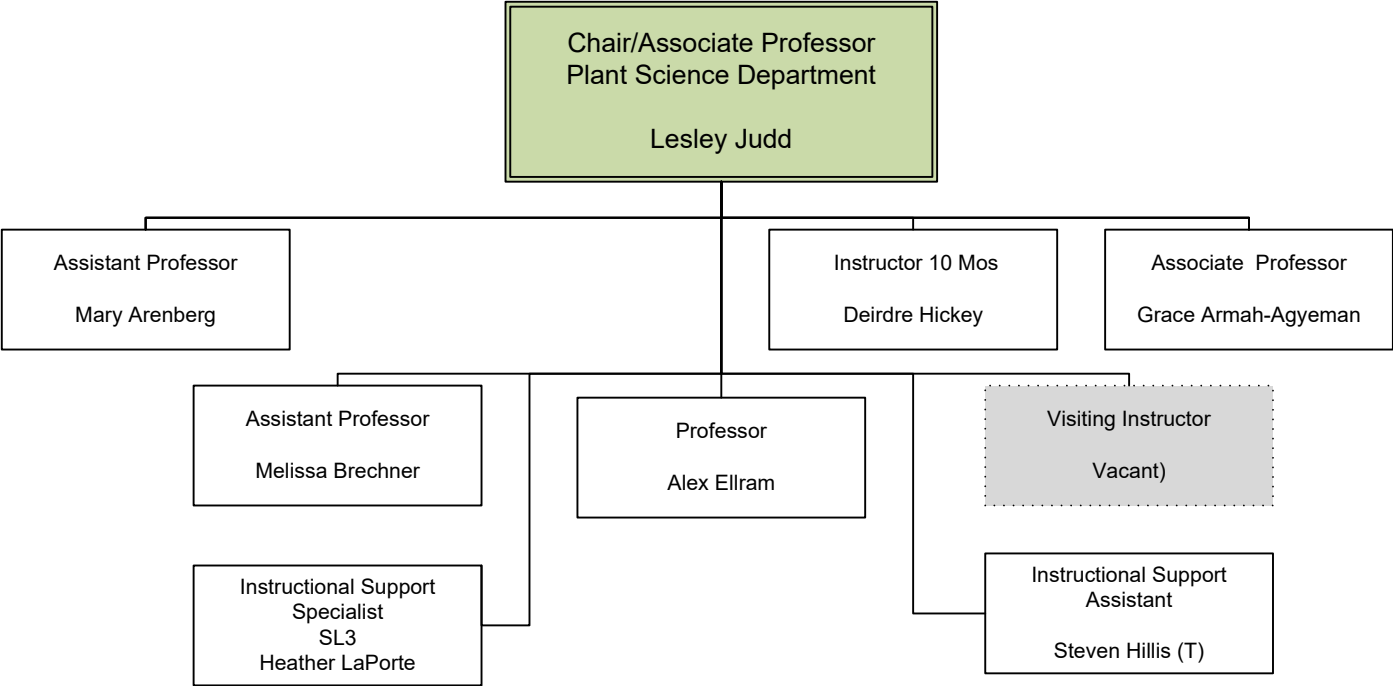 Chair/Associate Professor
Plant Science Department
Lesley Judd
Assistant Professor
Mary Arenberg
Instructor 10 Mos
Deirdre Hickey
Associate  Professor
Grace Armah-Agyeman
Assistant Professor
Melissa Brechner
Professor
Alex Ellram
Visiting Instructor
Vacant)
Instructional Support
Specialist
SL3
Heather LaPorte
Instructional Support
Assistant
Steven Hillis (T)